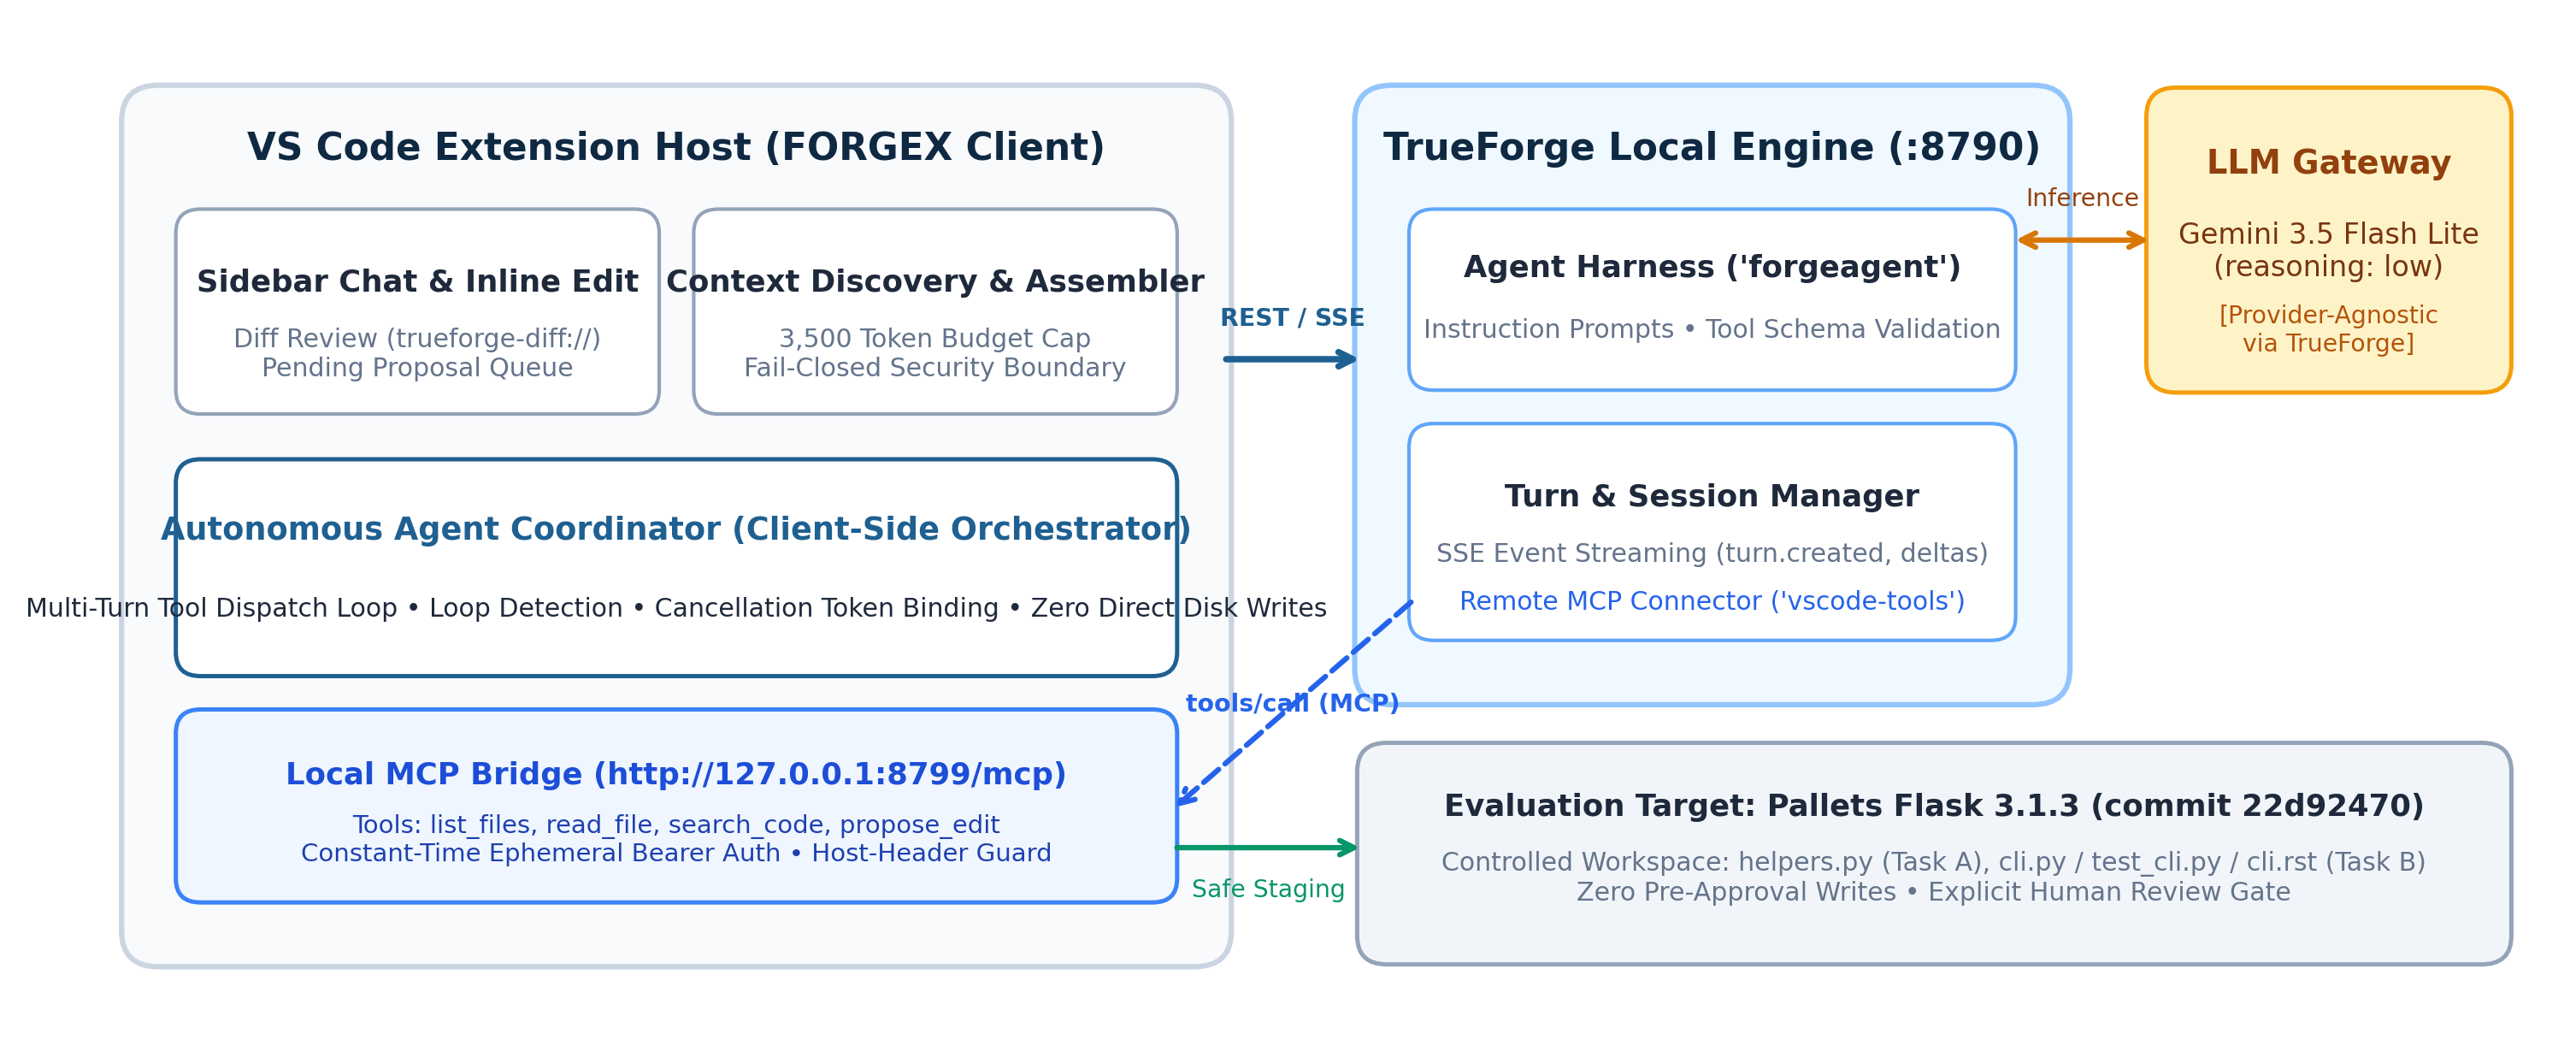 VS Code Extension Host (FORGEX Client)
Sidebar Chat & Inline Edit
Diff Review (trueforge-diff://)
Pending Proposal Queue
Context Discovery & Assembler
3,500 Token Budget Cap
Fail-Closed Security Boundary
Autonomous Agent Coordinator (Client-Side Orchestrator)
Multi-Turn Tool Dispatch Loop • Loop Detection • Cancellation Token Binding • Zero Direct Disk Writes
Local MCP Bridge (http://127.0.0.1:8799/mcp)
Tools: list_files, read_file, search_code, propose_edit
Constant-Time Ephemeral Bearer Auth • Host-Header Guard
REST / SSE
tools/call (MCP)
Safe Staging
TrueForge Local Engine (:8790)
Agent Harness ('forgeagent')
Instruction Prompts • Tool Schema Validation
Turn & Session Manager
SSE Event Streaming (turn.created, deltas)
Remote MCP Connector ('vscode-tools')
Inference
LLM Gateway
Gemini 3.5 Flash Lite
(reasoning: low)
[Provider-Agnostic
via TrueForge]
Evaluation Target: Pallets Flask 3.1.3 (commit 22d92470)
Controlled Workspace: helpers.py (Task A), cli.py / test_cli.py / cli.rst (Task B)
Zero Pre-Approval Writes • Explicit Human Review Gate